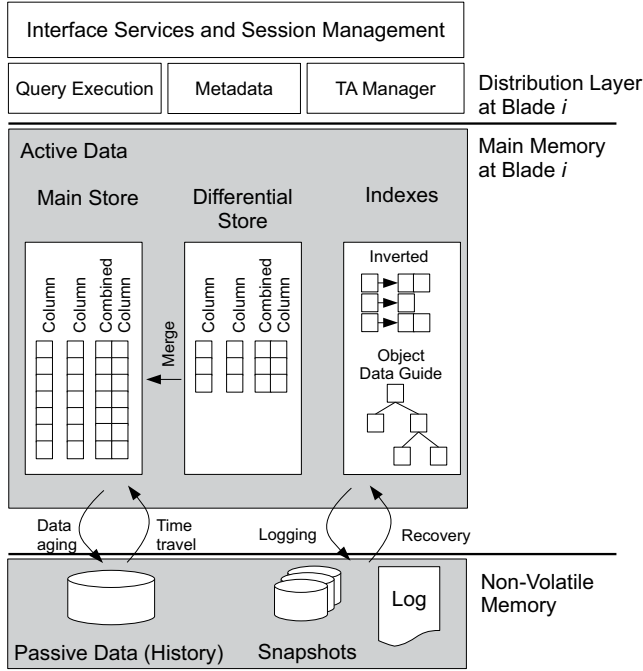 Interface Services and Session Management
Query Execution
Metadata
TA Manager
Distribution Layer
at Blade i
Main Memory
at Blade i
Active Data
Main Store
Differential
Store
Indexes
Column
Column
Combined
Column
Merge
Column
Column
Combined
Column
Inverted
Object
Data Guide
Data
aging
Time
travel
Logging
Recovery
Non-Volatile
Memory
Passive Data (History)
Snapshots
Log